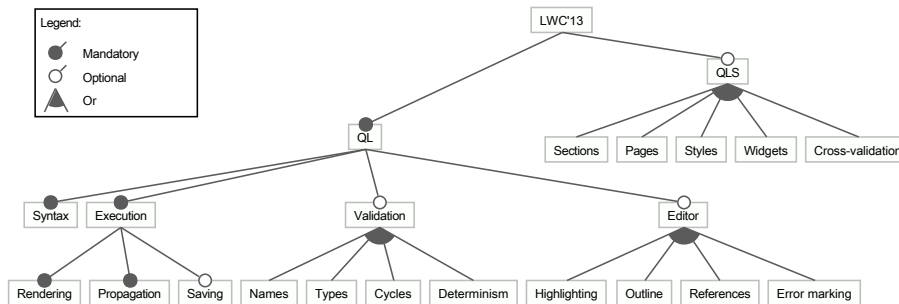 Legend:
Mandatory
Optional
Or
LWC'13
QLS
Sections Pages Styles Widgets Cross-validation
QL
Syntax Execution Validation Editor
Rendering Propagation Saving Names Types Cycles Determinism Highlighting Outline References Error marking